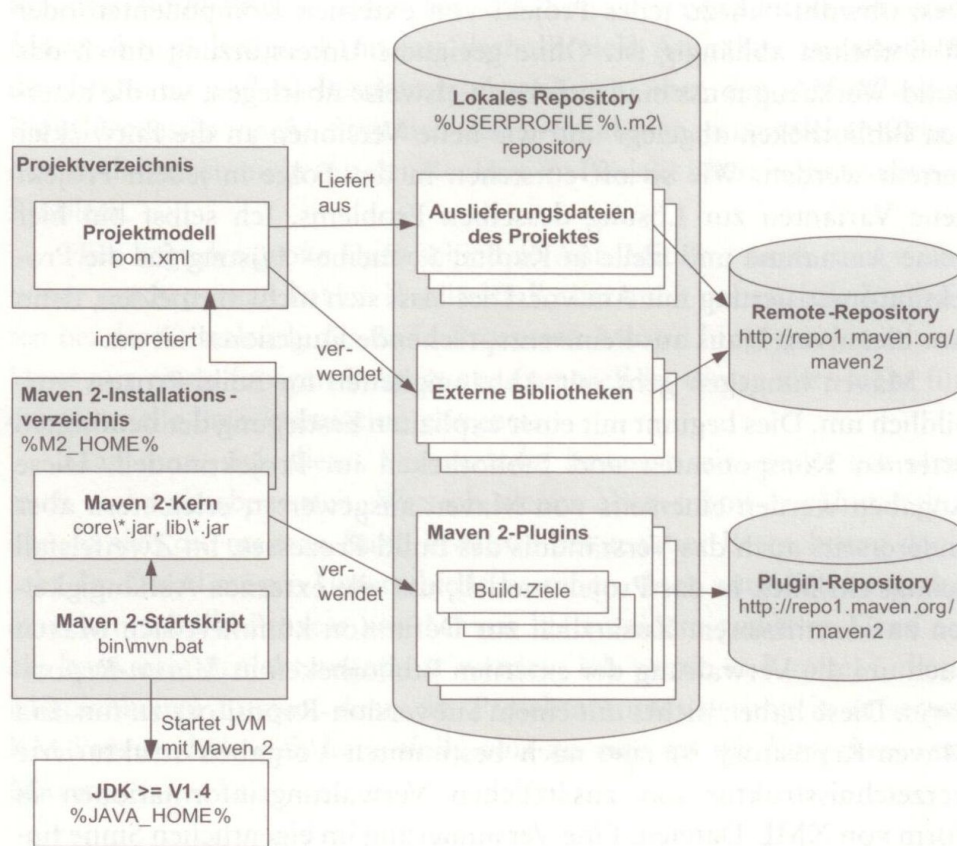 Lokales Repository
%USERPROFILE %\.m2\
repository
Projektverzeichnis
Projektmodell
pom.xml
Liefert
aus
Auslieferungsdateien
des Projektes
Remote-Repository
http://repo1.maven.org/
maven2
interpretiert
ver-
wendet
Externe Bibliotheken
Maven 2-Installations-
verzeichnis
%M2_HOME%
Maven 2-Kern
core\*.jar, lib\*.jar
ver-
wendet
Maven 2-Plugins
Build-Ziele
Plugin-Repository
http://repo1.maven.org/
maven2
Maven 2-Startskript
bin\mvn.bat
Startet JVM
mit Maven 2
JDK >= V1.4
%JAVA_HOME%